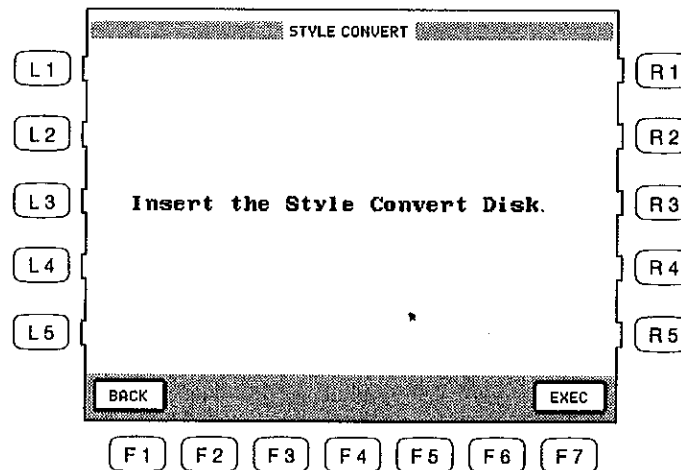 STYLE CONVERT
L1 R1
L2 R2
L3 Insert the Style Convert Disk. R3
L4 R4
L5 R5
BACK EXEC
F1 F2 F3 F4 F5 F6 F7